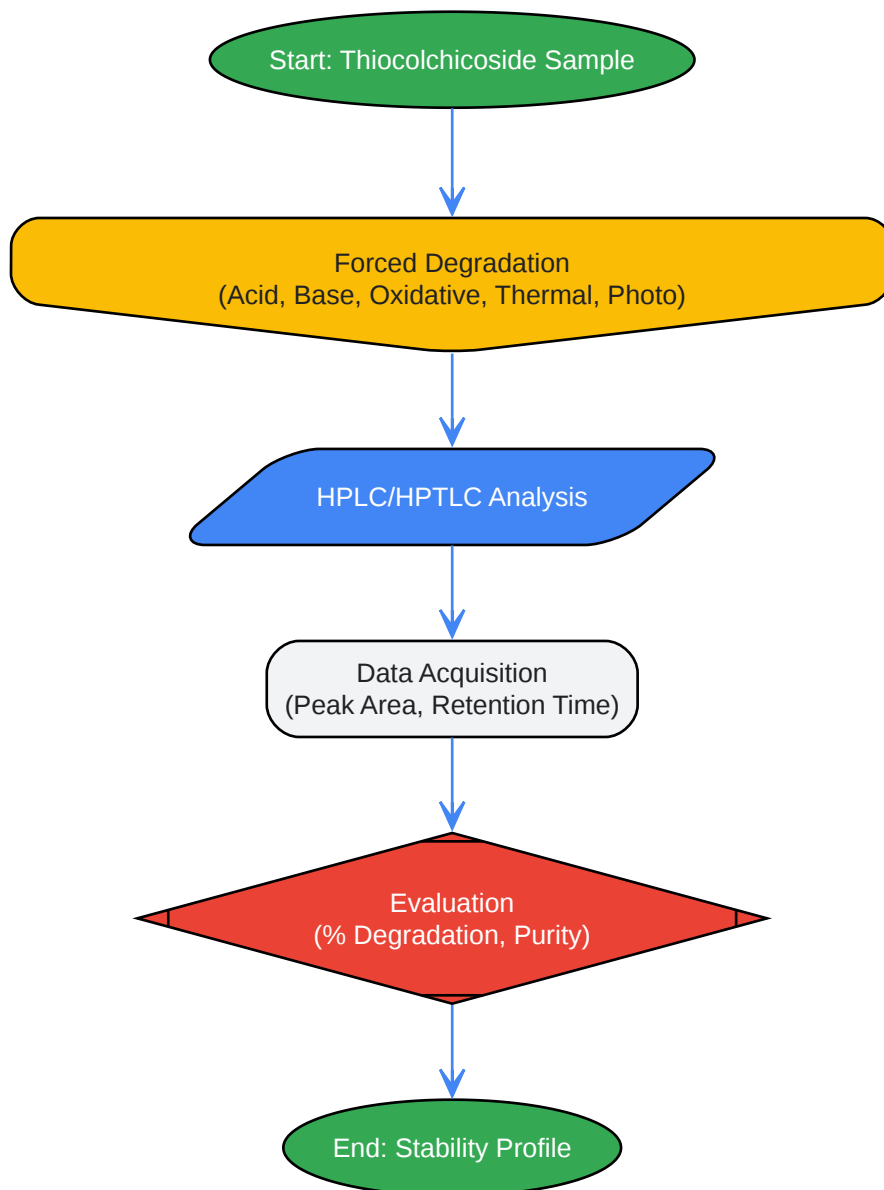 Start: Thiocolchicoside Sample
Forced Degradation
(Acid, Base, Oxidative, Thermal, Photo)
HPLC/HPTLC Analysis
Data Acquisition
(Peak Area, Retention Time)
Evaluation
(% Degradation, Purity)
End: Stability Profile